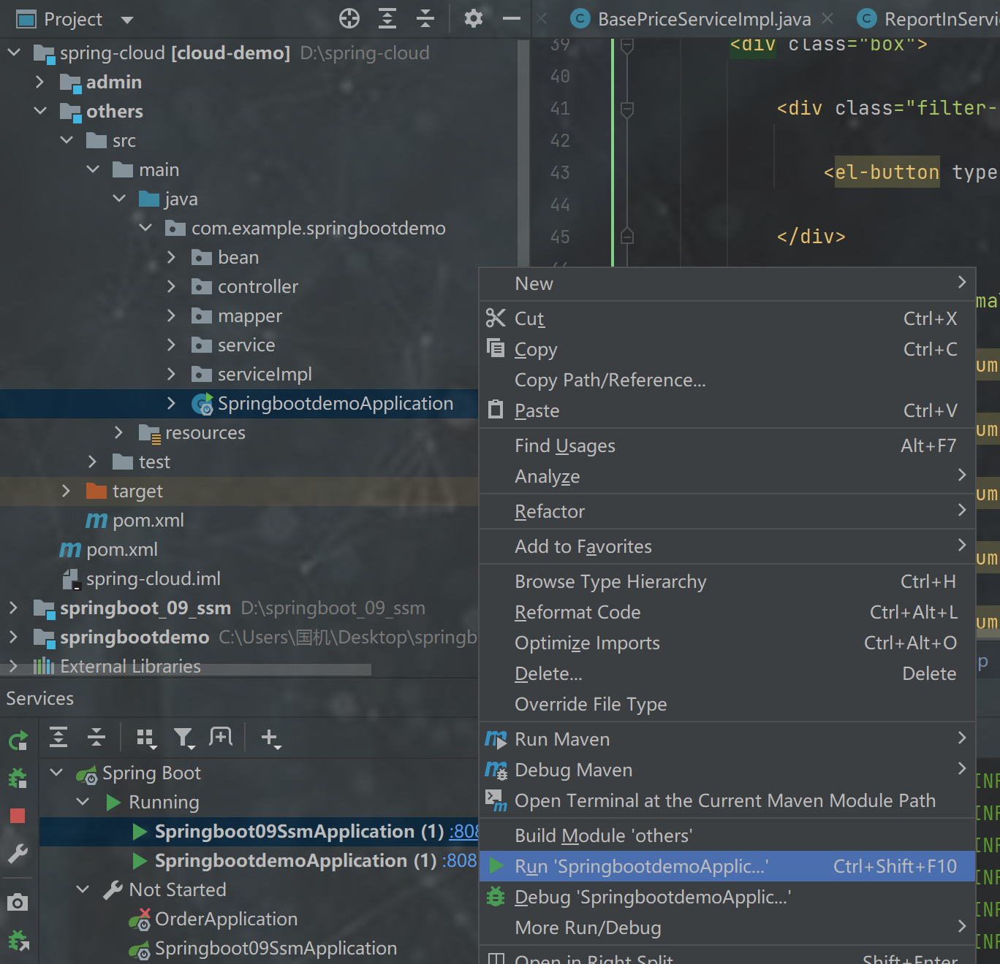 Project
BasePriceServiceImpl.java
ReportInServi
spring-cloud [cloud-demo] D:\spring-cloud
admin
others
src
main
java
com.example.springbootdemo
bean
controller
mapper
service
serviceImpl
SpringbootdemoApplication
resources
test
target
pom.xml
pom.xml
spring-cloud.iml
springboot_09_ssm D:\springboot_09_ssm
springbootdemo C:\Users\国机\Desktop\springb
External Libraries
39 <div class="box">
40
41 <div class="filter-
42
43 <el-button type
44
45 </div>
New
Cut Ctrl+X
Copy Ctrl+C
Copy Path/Reference...
Paste Ctrl+V
Find Usages Alt+F7
Analyze
Refactor
Add to Favorites
Browse Type Hierarchy Ctrl+H
Reformat Code Ctrl+Alt+L
Optimize Imports Ctrl+Alt+O
Delete... Delete
Override File Type
Run Maven
Debug Maven
Open Terminal at the Current Maven Module Path
Build Module 'others'
Run 'SpringbootdemoApplic...' Ctrl+Shift+F10
Debug 'SpringbootdemoApplic...'
More Run/Debug
Open in Right Split Shift+Enter
ma
um
um
um
um
um
p
INF
INF
INF
INF
INF
INF
Services
Spring Boot
Running
Springboot09SsmApplication (1) :808
SpringbootdemoApplication (1) :808
Not Started
OrderApplication
Springboot09SsmApplication